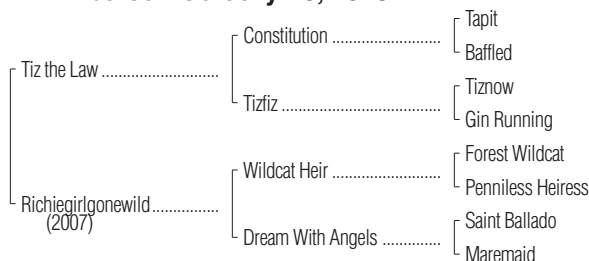 Constitution ........................................ Tapit
Baffled
Tiz the Law ...........................
Tizfiz ..................................................... Tiznow
Gin Running
Wildcat Heir ....................................... Forest Wildcat
Penniless Heiress
Richiegirlgonewild...............
(2007)
Dream With Angels .............. Saint Ballado
Maremaid